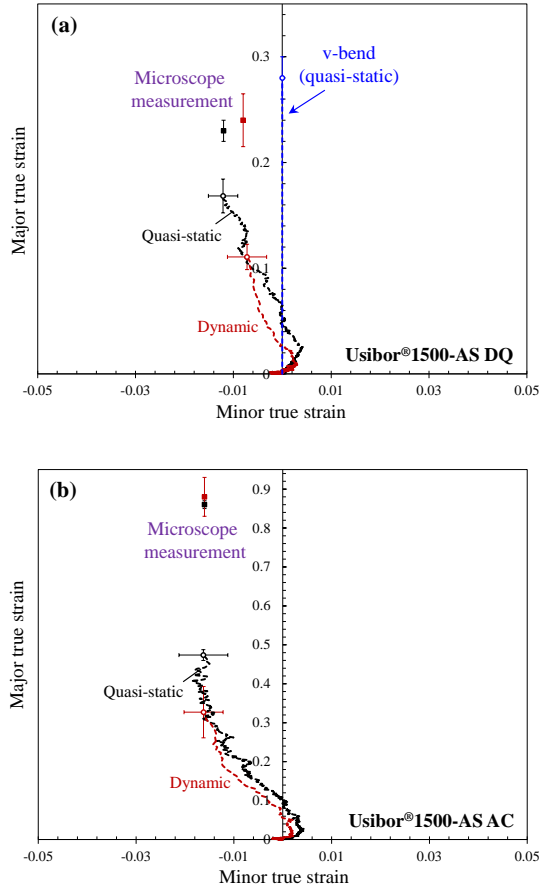 (a)
0.3
v-bend
(quasi-static)
Microscope
measurement
0.2
Major true strain
Quasi-static
0.1
Dynamic
Usibor®1500-AS DQ
0
-0.05 -0.03 -0.01 0.01 0.03 0.05
Minor true strain
(b)
0.9
0.8
Microscope
measurement
0.7
0.6
Major true strain
0.5
0.4
Quasi-static
0.3
0.2
Dynamic
0.1
Usibor®1500-AS AC
0
-0.05 -0.03 -0.01 0.01 0.03 0.05
Minor true strain